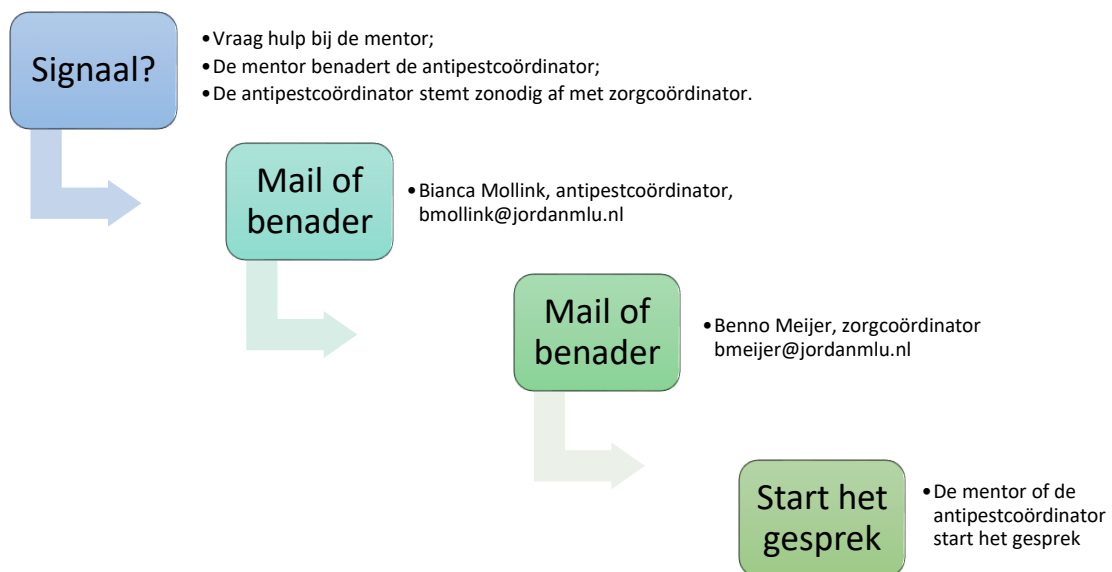 Signaal?
•Vraag hulp bij de mentor;
•De mentor benadert de antipestcoördinator;
•De antipestcoördinator stemt zonodig af met zorgcoördinator.
Mail of
benader
•Bianca Mollink, antipestcoördinator,
bmollink@jordanmlu.nl
Mail of
benader
•Benno Meijer, zorgcoördinator
bmeijer@jordanmlu.nl
Start het
gesprek
•De mentor of de
antipestcoördinator
start het gesprek